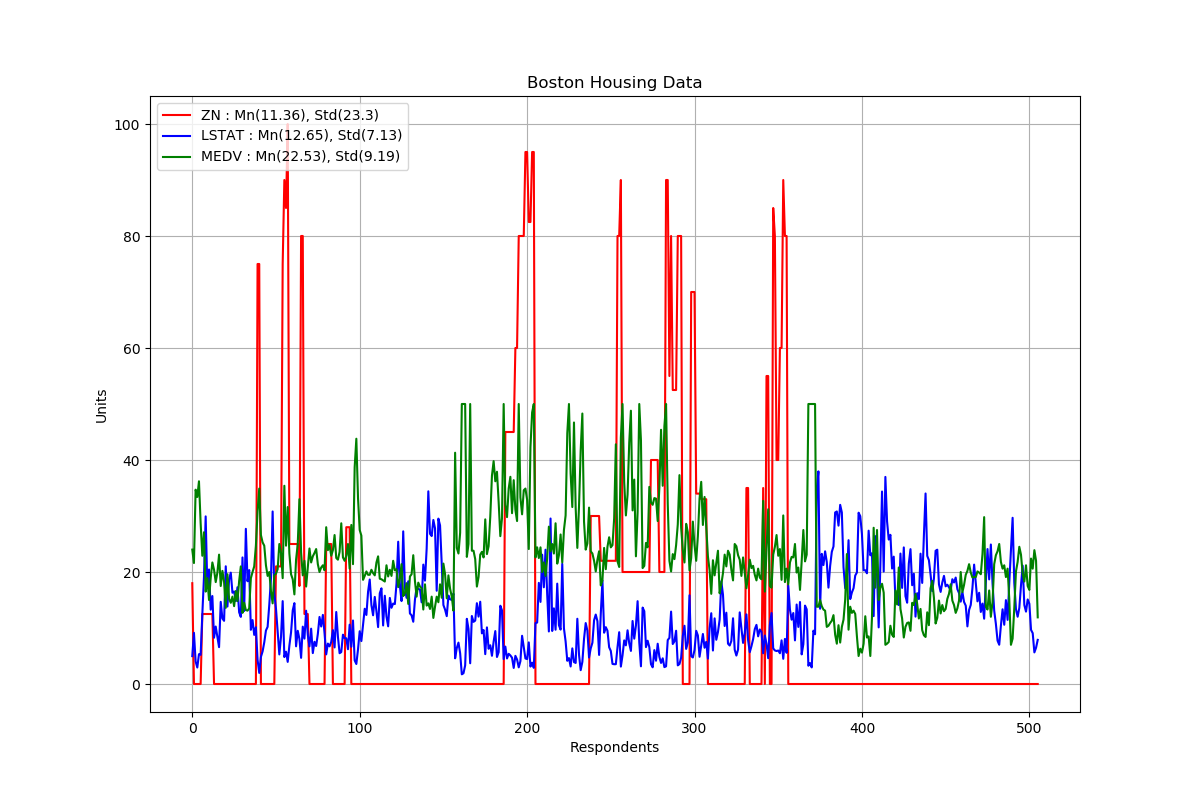 Boston Housing Data
ZN : Mn(11.36), Std(23.3)
LSTAT : Mn(12.65), Std(7.13)
MEDV : Mn(22.53), Std(9.19)
100
80
60
40
20
0
Units
0 100 200 300 400 500
Respondents